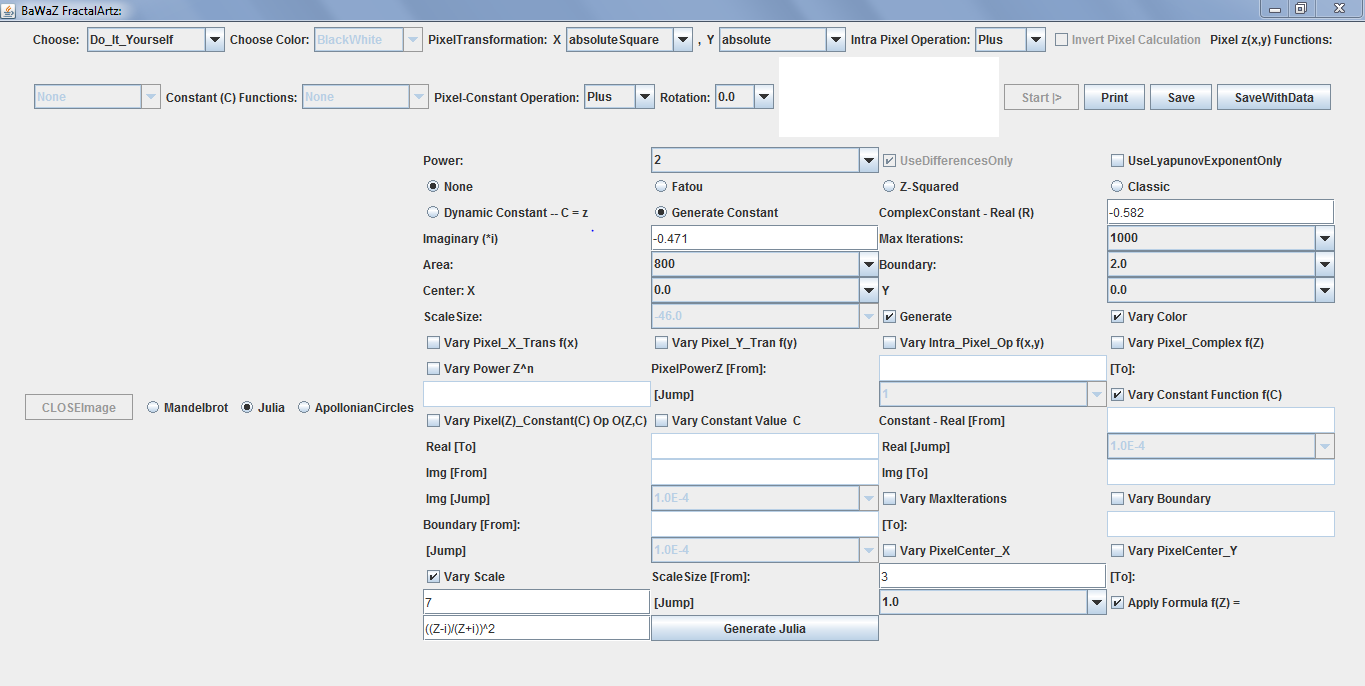 BaWaZ FractalArtz:
Choose: Do_It_Yourself Choose Color: BlackWhite PixelTransformation: X absoluteSquare , Y absolute Intra Pixel Operation: Plus Invert Pixel Calculation Pixel z(x,y) Functions:
None Constant (C) Functions: None Pixel-Constant Operation: Plus Rotation: 0.0 Start |> Print Save SaveWithData
Power: 2 UseDifferencesOnly UseLyapunovExponentOnly
None Fatou Z-Squared Classic
Dynamic Constant -- C = z Generate Constant ComplexConstant - Real (R) -0.582
Imaginary (*i) -0.471 Max Iterations: 1000
Area: 800 Boundary: 2.0
Center: X 0.0 Y 0.0
ScaleSize: -46.0 Generate Vary Color
Vary Pixel_X_Trans f(x) Vary Pixel_Y_Tran f(y) Vary Intra_Pixel_Op f(x,y) Vary Pixel_Complex f(Z)
Vary Power Z^n PixelPowerZ [From]: [To]:
[Jump] 1 Vary Constant Function f(C)
CLOSEImage Mandelbrot Julia ApollonianCircles
Vary Pixel(Z)_Constant(C) Op O(Z,C) Vary Constant Value C Constant - Real [From]
Real [To] Real [Jump] 1.0E-4
Img [From] Img [To]
Img [Jump] 1.0E-4 Vary MaxIterations Vary Boundary
Boundary [From]: [To]:
[Jump] 1.0E-4 Vary PixelCenter_X Vary PixelCenter_Y
Vary Scale ScaleSize [From]: 3 [To]:
7 [Jump] 1.0 Apply Formula f(Z) =
((Z-i)/(Z+i))^2 Generate Julia